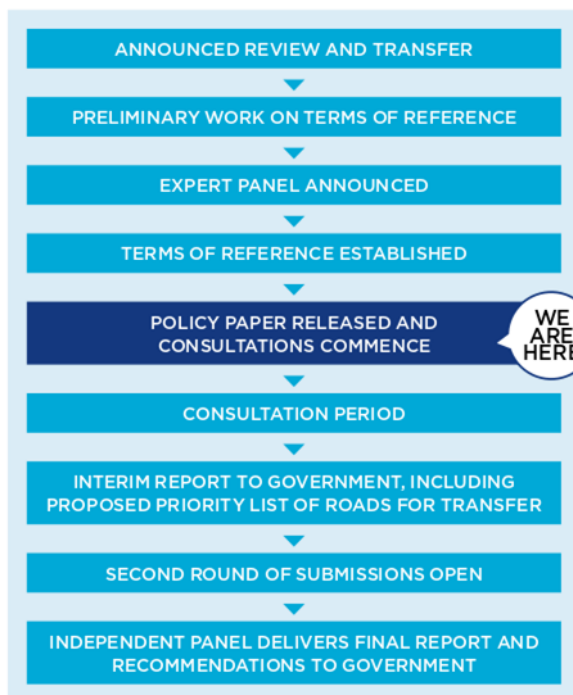 ANNOUNCED REVIEW AND TRANSFER
PRELIMINARY WORK ON TERMS OF REFERENCE
EXPERT PANEL ANNOUNCED
TERMS OF REFERENCE ESTABLISHED
POLICY PAPER RELEASED AND
CONSULTATIONS COMMENCE
WE
ARE
HERE
CONSULTATION PERIOD
INTERIM REPORT TO GOVERNMENT, INCLUDING
PROPOSED PRIORITY LIST OF ROADS FOR TRANSFER
SECOND ROUND OF SUBMISSIONS OPEN
INDEPENDENT PANEL DELIVERS FINAL REPORT AND
RECOMMENDATIONS TO GOVERNMENT